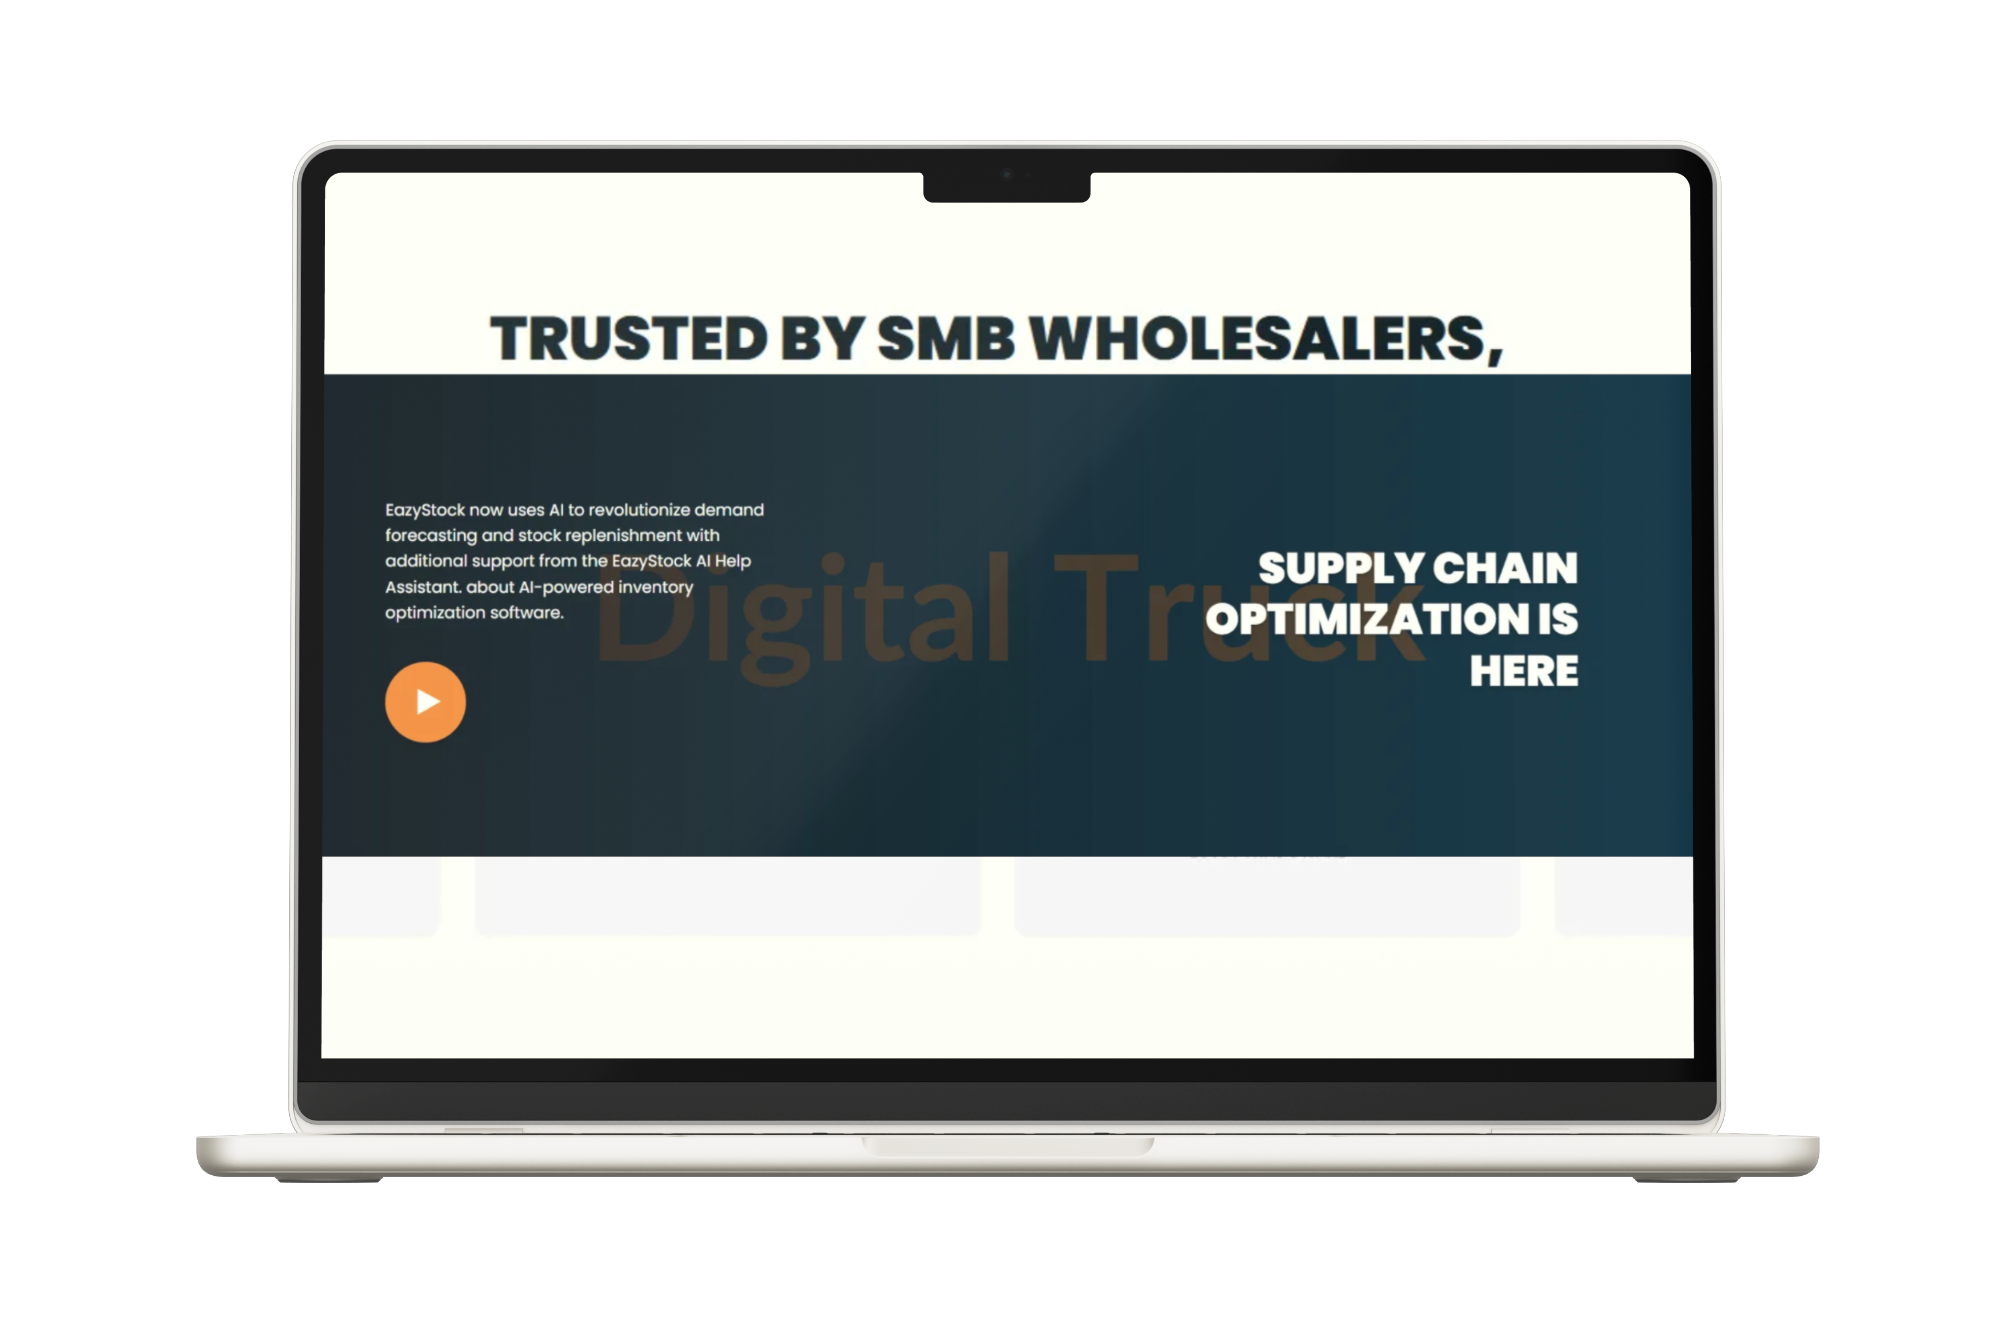 TRUSTED BY SMB WHOLESALERS,
EazyStock now uses AI to revolutionize demand
forecasting and stock replenishment with
additional support from the EazyStock AI Help
Assistant. about AI-powered inventory
optimization software.
SUPPLY CHAIN
OPTIMIZATION IS
HERE
Digital Truck